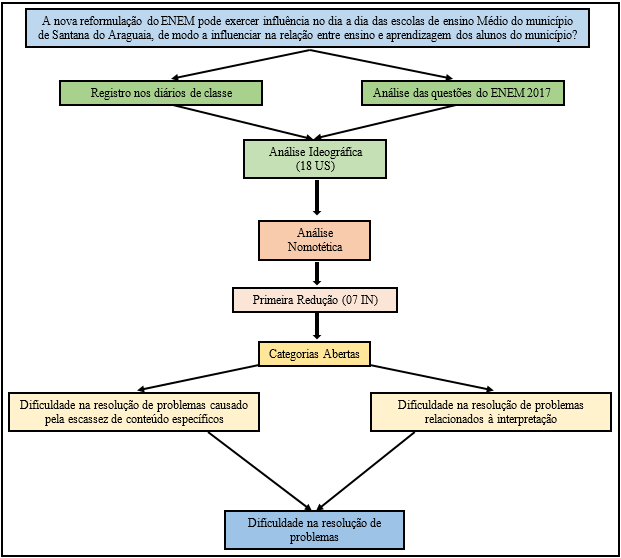 A nova reformulação do ENEM pode exercer influência no dia a dia das escolas de ensino Médio do município
de Santana do Araguaia, de modo a influenciar na relação entre ensino e aprendizagem dos alunos do município?
Registro nos diários de classe
Análise das questões do ENEM 2017
Análise Ideográfica
(18 US)
Análise
Nomotética
Primeira Redução (07 IN)
Categorias Abertas
Dificuldade na resolução de problemas causado
pela escassez de conteúdo específicos
Dificuldade na resolução de problemas
relacionados à interpretação
Dificuldade na resolução de
problemas